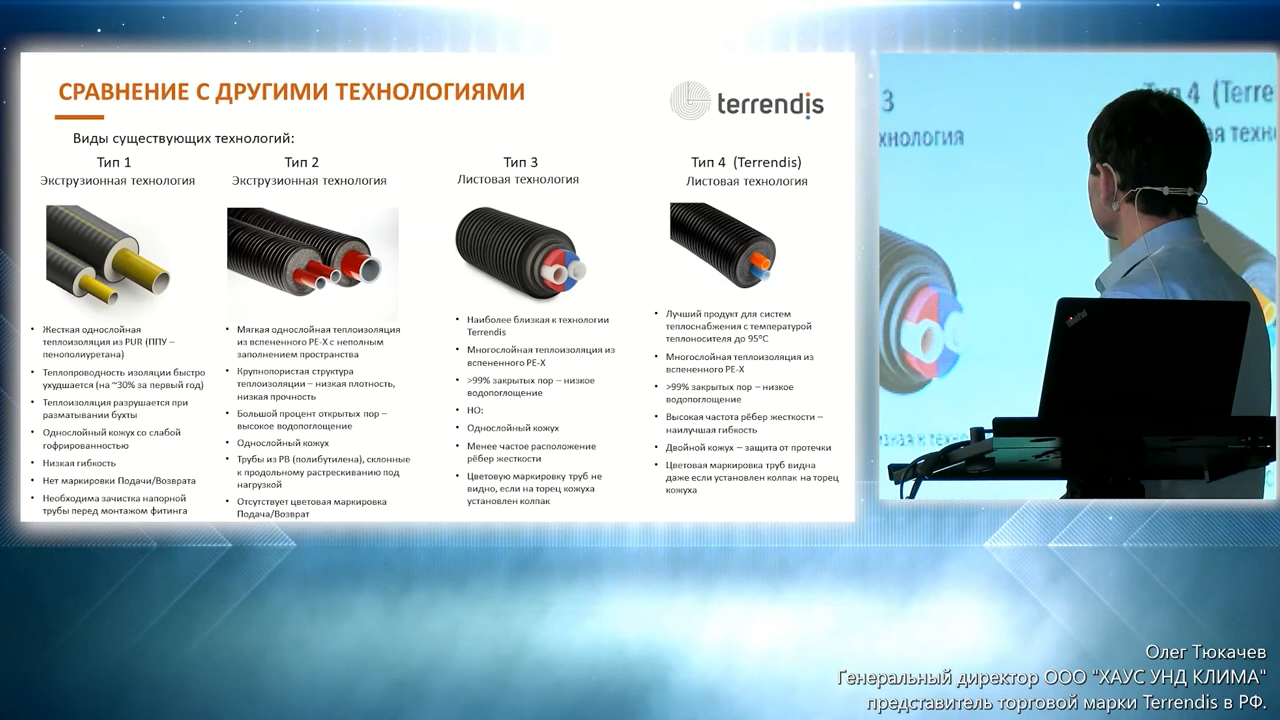 СРАВНЕНИЕ С ДРУГИМИ ТЕХНОЛОГИЯМИ
terrendis
Виды существующих технологий:
Тип 1
Экструзионная технология
• Жесткая однослойная
теплоизоляция из PUR (ППУ –
пенополиуретана)
• Теплопроводность изоляции быстро
ухудшается (на ~30% за первый год)
• Теплоизоляция разрушается при
разматывании бухты
• Однослойный кожух со слабой
гофрированностью
• Низкая гибкость
• Нет маркировки Подачи/Возврата
• Необходима зачистка напорной
трубы перед монтажом фитинга
Тип 2
Экструзионная технология
• Мягкая однослойная теплоизоляция
из вспененного PE-X с неполным
заполнением пространства
• Крупнопористая структура
теплоизоляции – низкая плотность,
низкая прочность
• Большой процент открытых пор –
высокое водопоглощение
• Однослойный кожух
• Трубы из PB (полибутилена), склонные
к продольному растрескиванию под
нагрузкой
• Отсутствует цветовая маркировка
Подача/Возврат
Тип 3
Листовая технология
• Наиболее близкая к технологии
Terrendis
• Многослойная теплоизоляция из
вспененного PE-X
• >99% закрытых пор – низкое
водопоглощение
• НО:
• Однослойный кожух
• Менее частое расположение
рёбер жесткости
• Цветовую маркировку труб не
видно, если на торец кожуха
установлен колпак
Тип 4 (Terrendis)
Листовая технология
• Лучший продукт для систем
теплоснабжения с температурой
теплоносителя до 95°С
• Многослойная теплоизоляция из
вспененного PE-X
• >99% закрытых пор – низкое
водопоглощение
• Высокая частота рёбер жесткости –
наилучшая гибкость
• Двойной кожух – защита от протечки
• Цветовая маркировка труб видна
даже если установлен колпак на торец
кожуха
3
Тип 4 (Terre
хнология
ая техн
ThinkPad
Олег Тюкачев
Генеральный директор ООО "ХАУС УНД КЛИМА"
представитель торговой марки Terrendis в РФ.